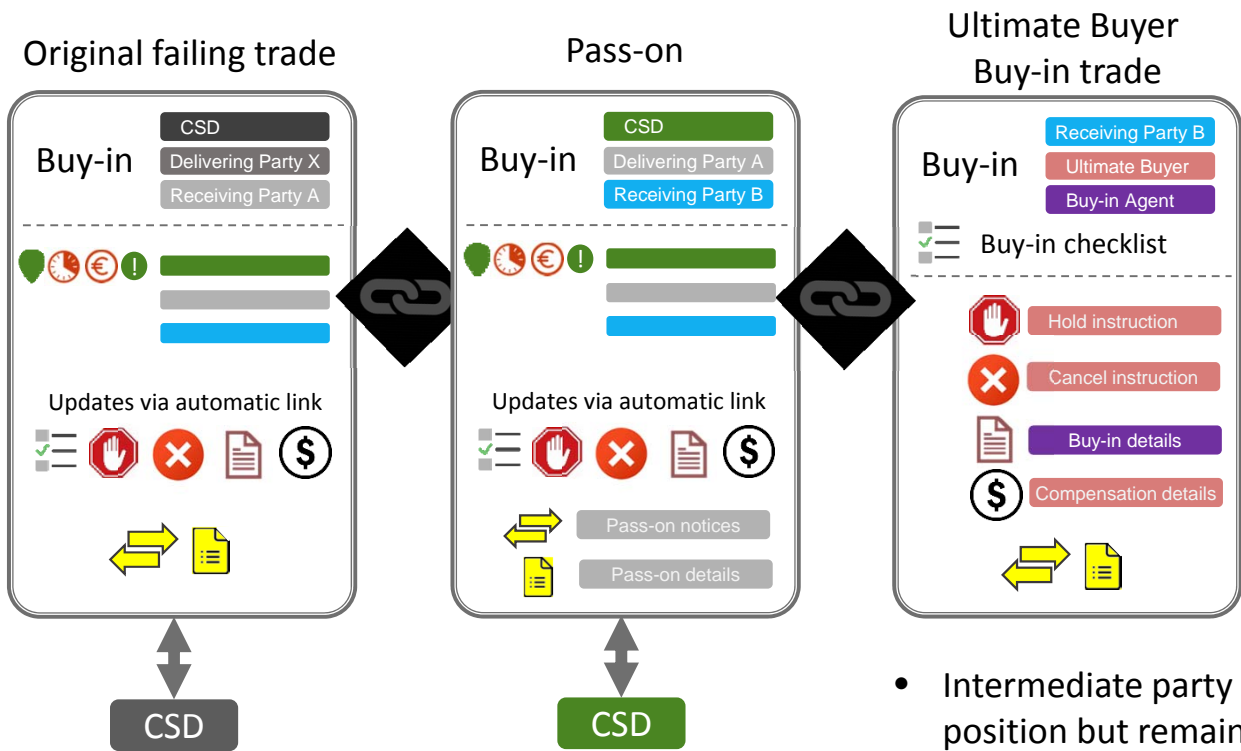 Original failing trade
Buy-in
CSD
Delivering Party X
Receiving Party A
Updates via automatic link
$
CSD
Pass-on
Buy-in
CSD
Delivering Party A
Receiving Party B
Updates via automatic link
$
Pass-on notices
Pass-on details
CSD
Ultimate Buyer
Buy-in trade
Buy-in
Receiving Party B
Ultimate Buyer
Buy-in Agent
Buy-in checklist
Hold instruction
Cancel instruction
Buy-in details
$
Compensation details
• Intermediate party
position but remain